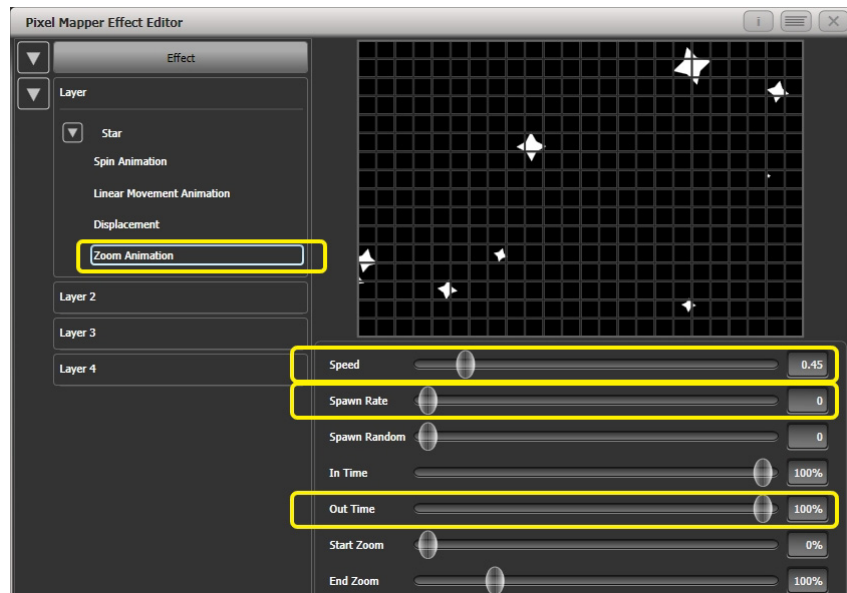 Pixel Mapper Effect Editor
i
Effect
Layer
Star
Spin Animation
Linear Movement Animation
Displacement
Zoom Animation
Layer 2
Layer 3
Layer 4
Speed 0.45
Spawn Rate 0
Spawn Random 0
In Time 100%
Out Time 100%
Start Zoom 0%
End Zoom 100%